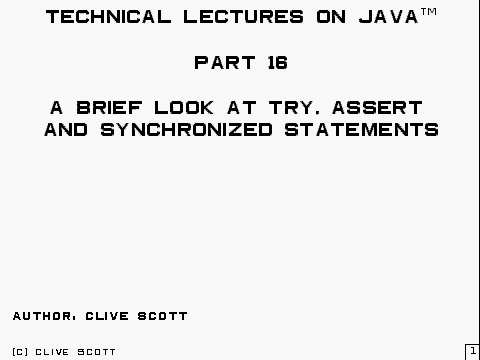 TECHNICAL LECTURES ON JAVA™
PART 16
A BRIEF LOOK AT TRY, ASSERT
AND SYNCHRONIZED STATEMENTS
AUTHOR: CLIVE SCOTT
(C) CLIVE SCOTT
1